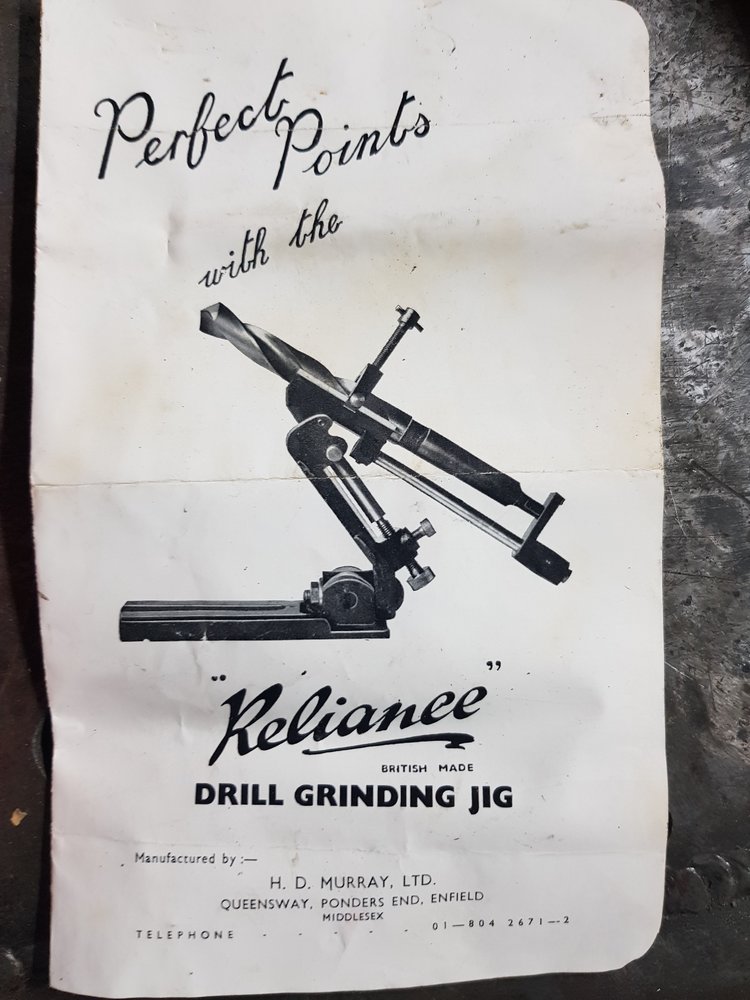 Perfect
Points
with the
"Reliance"
BRITISH MADE
DRILL GRINDING JIG
Manufactured by :—
H. D. MURRAY, LTD.
QUEENSWAY, PONDERS END, ENFIELD
MIDDLESEX
TELEPHONE - - - - - 01—804 2671—2